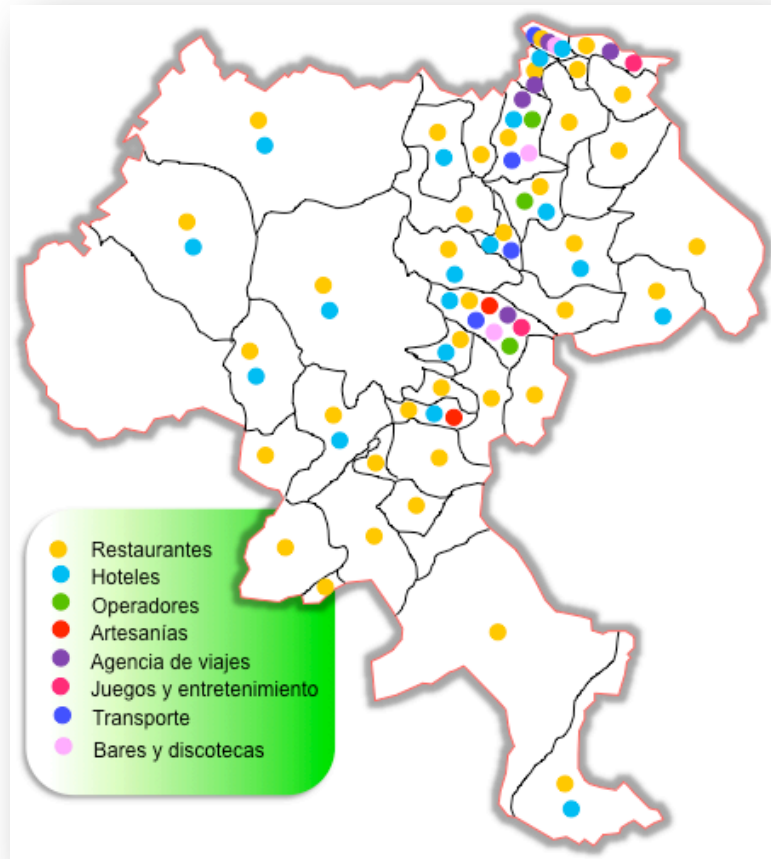 Restaurantes
Hoteles
Operadores
Artesanías
Agencia de viajes
Juegos y entretenimiento
Transporte
Bares y discotecas